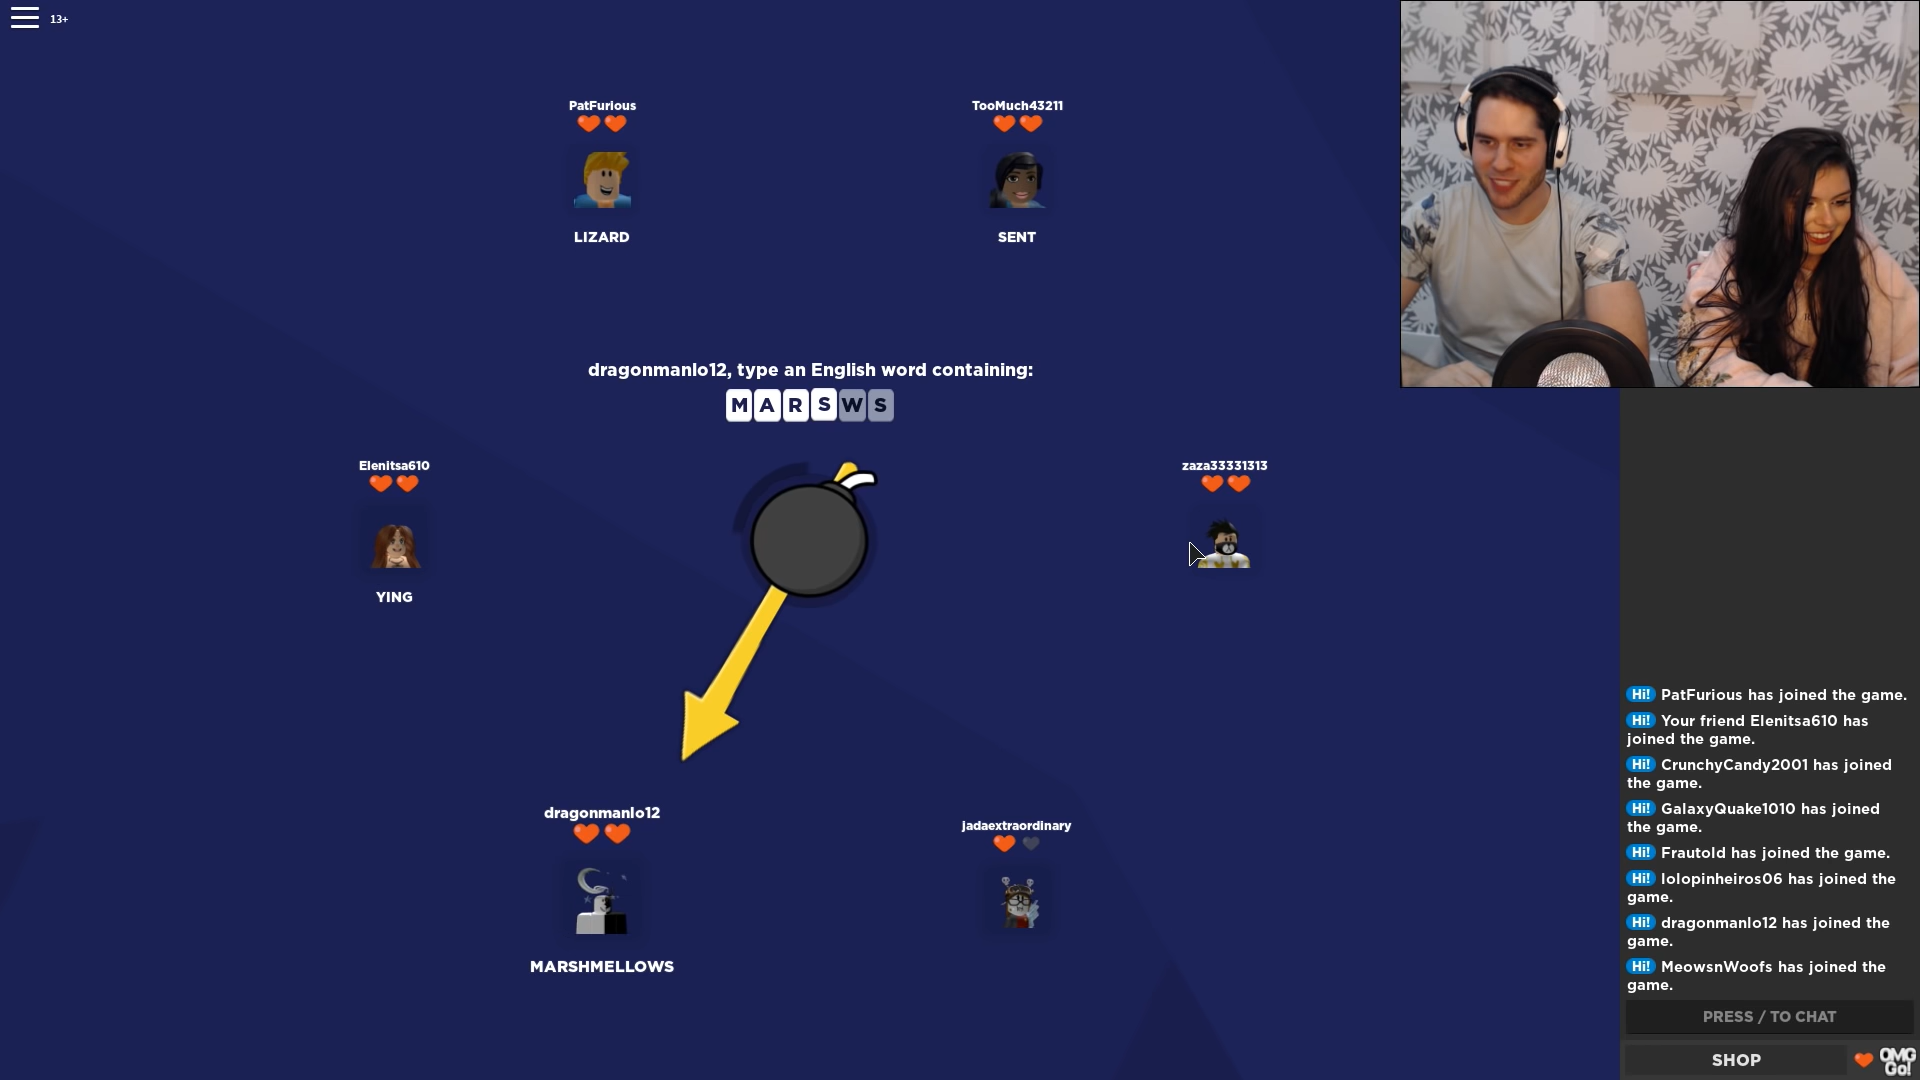 13+
PatFurious
TooMuch43211
LIZARD
SENT
dragonmanlo12, type an English word containing:
MARSWS
Elenitsa610
zaza33331313
YING
dragonmanlo12
jadaextraordinary
MARSHMELLOWS
Hi! PatFurious has joined the game.
Hi! Your friend Elenitsa610 has
joined the game.
Hi! CrunchyCandy2001 has joined
the game.
Hi! GalaxyQuake1010 has joined
the game.
Hi! Frautold has joined the game.
Hi! lolopinheiros06 has joined the
game.
Hi! dragonmanlo12 has joined the
game.
Hi! MeowsnWoofs has joined the
game.
PRESS / TO CHAT
SHOP
OMG
Go!